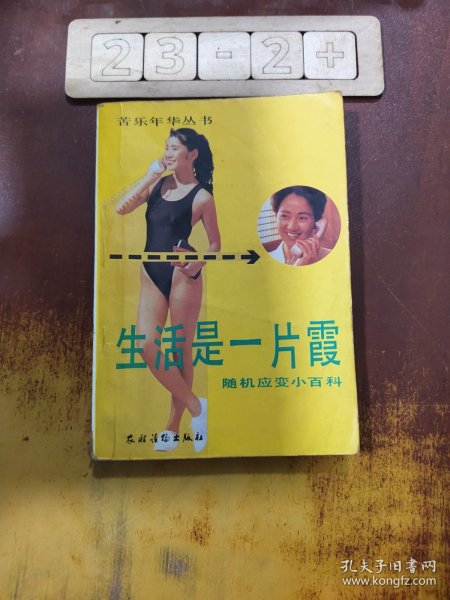 23-2+
苦乐年华丛书
生活是一片霞
随机应变小百科
农村读物出版社
孔夫子旧书网
www.kongfz.com